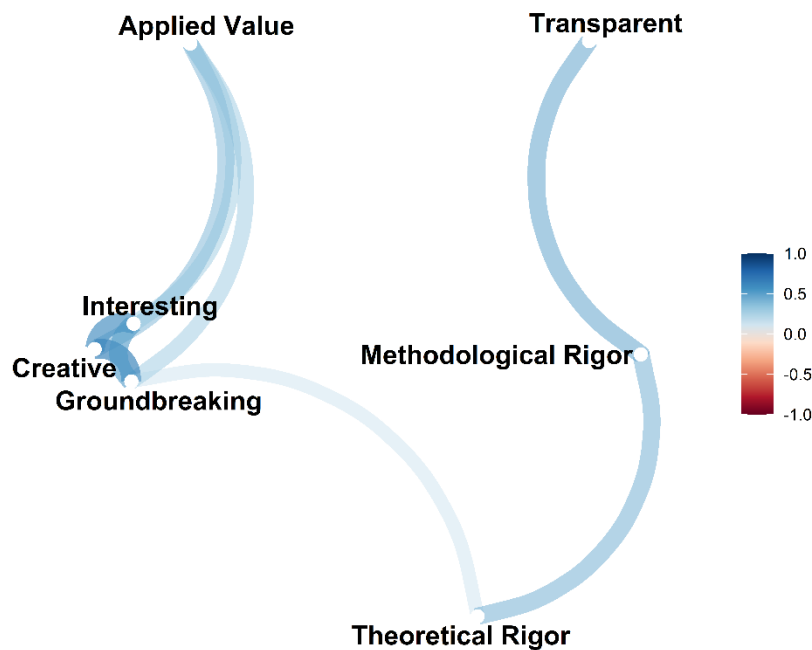 Applied Value
Transparent
Interesting
Creative
Groundbreaking
Methodological Rigor
Theoretical Rigor
1.0
0.5
0.0
-0.5
-1.0